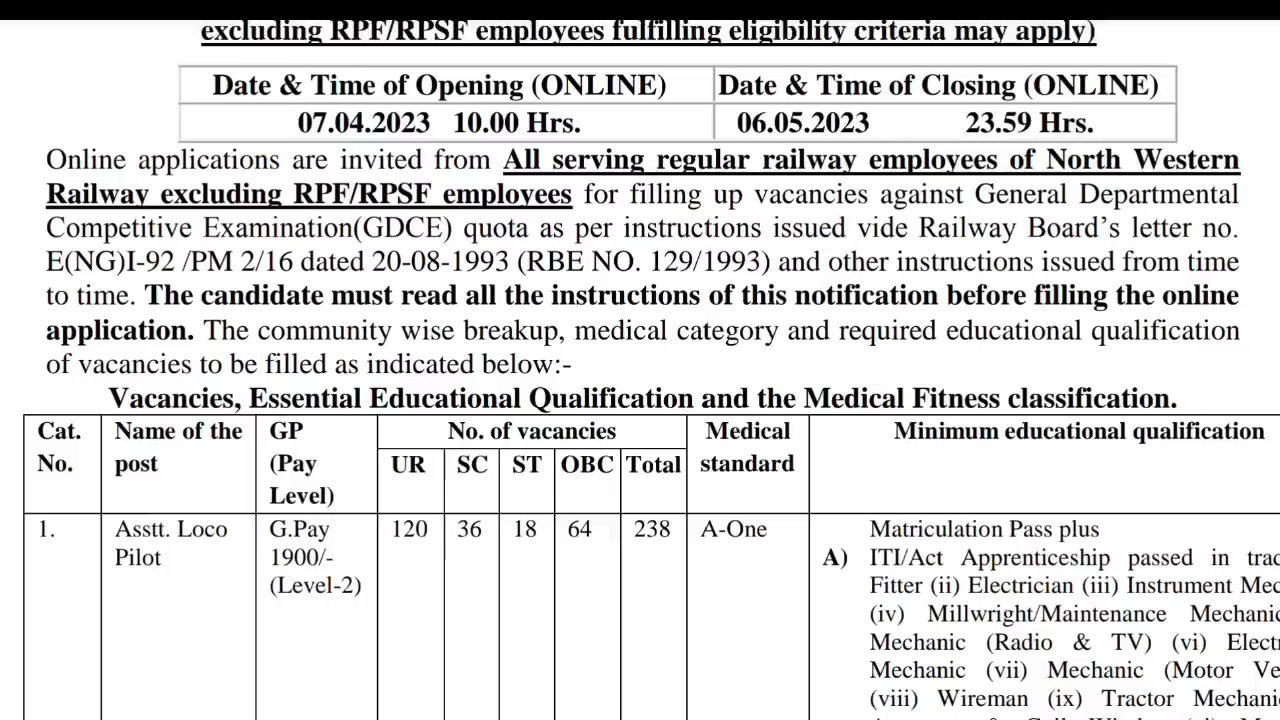 excluding RPF/RPSF employees fulfilling eligibility criteria may apply)
Date & Time of Opening (ONLINE) Date & Time of Closing (ONLINE)
07.04.2023 10.00 Hrs. 06.05.2023 23.59 Hrs.
Online applications are invited from All serving regular railway employees of North Western
Railway excluding RPF/RPSF employees for filling up vacancies against General Departmental
Competitive Examination(GDCE) quota as per instructions issued vide Railway Board's letter no.
E(NG)I-92 /PM 2/16 dated 20-08-1993 (RBE NO. 129/1993) and other instructions issued from time
to time. The candidate must read all the instructions of this notification before filling the online
application. The community wise breakup, medical category and required educational qualification
of vacancies to be filled as indicated below:-
Vacancies, Essential Educational Qualification and the Medical Fitness classification.
Cat. No. Name of the post GP (Pay Level) No. of vacancies Medical standard Minimum educational qualification
UR SC ST OBC Total
1. Asstt. Loco Pilot G.Pay 1900/- (Level-2) 120 36 18 64 238 A-One Matriculation Pass plus
A) ITI/Act Apprenticeship passed in
Fitter (ii) Electrician (iii) Instrument
(iv) Millwright/Maintenance
Mechanic (Radio & TV) (vi)
Mechanic (vii) Mechanic (Motor
(viii) Wireman (ix) Tractor